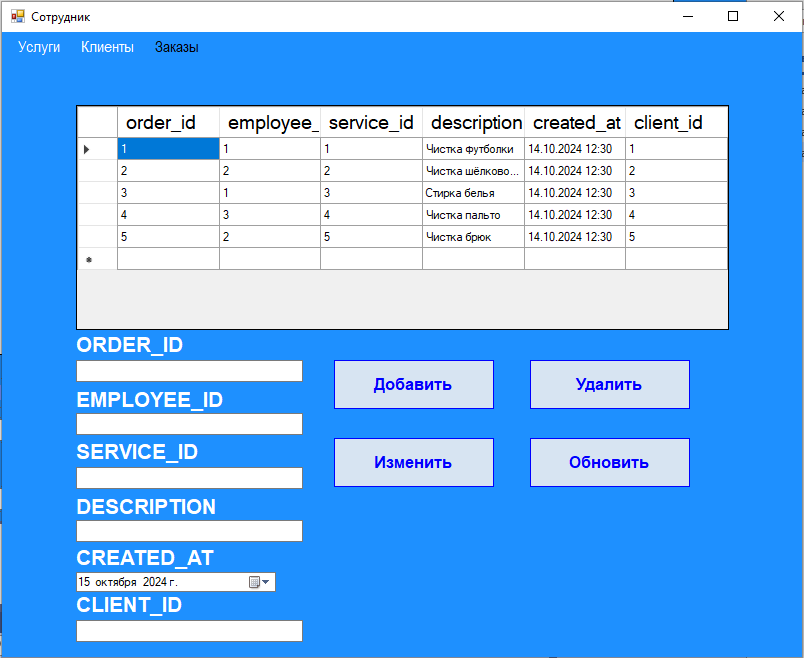 Сотрудник
Услуги Клиенты Заказы
order_id employee_ service_id description created_at client_id
1 1 1 Чистка футболки 14.10.2024 12:30 1
2 2 2 Чистка шёлково... 14.10.2024 12:30 2
3 1 3 Стирка белья 14.10.2024 12:30 3
4 3 4 Чистка пальто 14.10.2024 12:30 4
5 2 5 Чистка брюк 14.10.2024 12:30 5
ORDER_ID
Добавить Удалить
EMPLOYEE_ID
SERVICE_ID
Изменить Обновить
DESCRIPTION
CREATED_AT
15 октября 2024 г.
CLIENT_ID